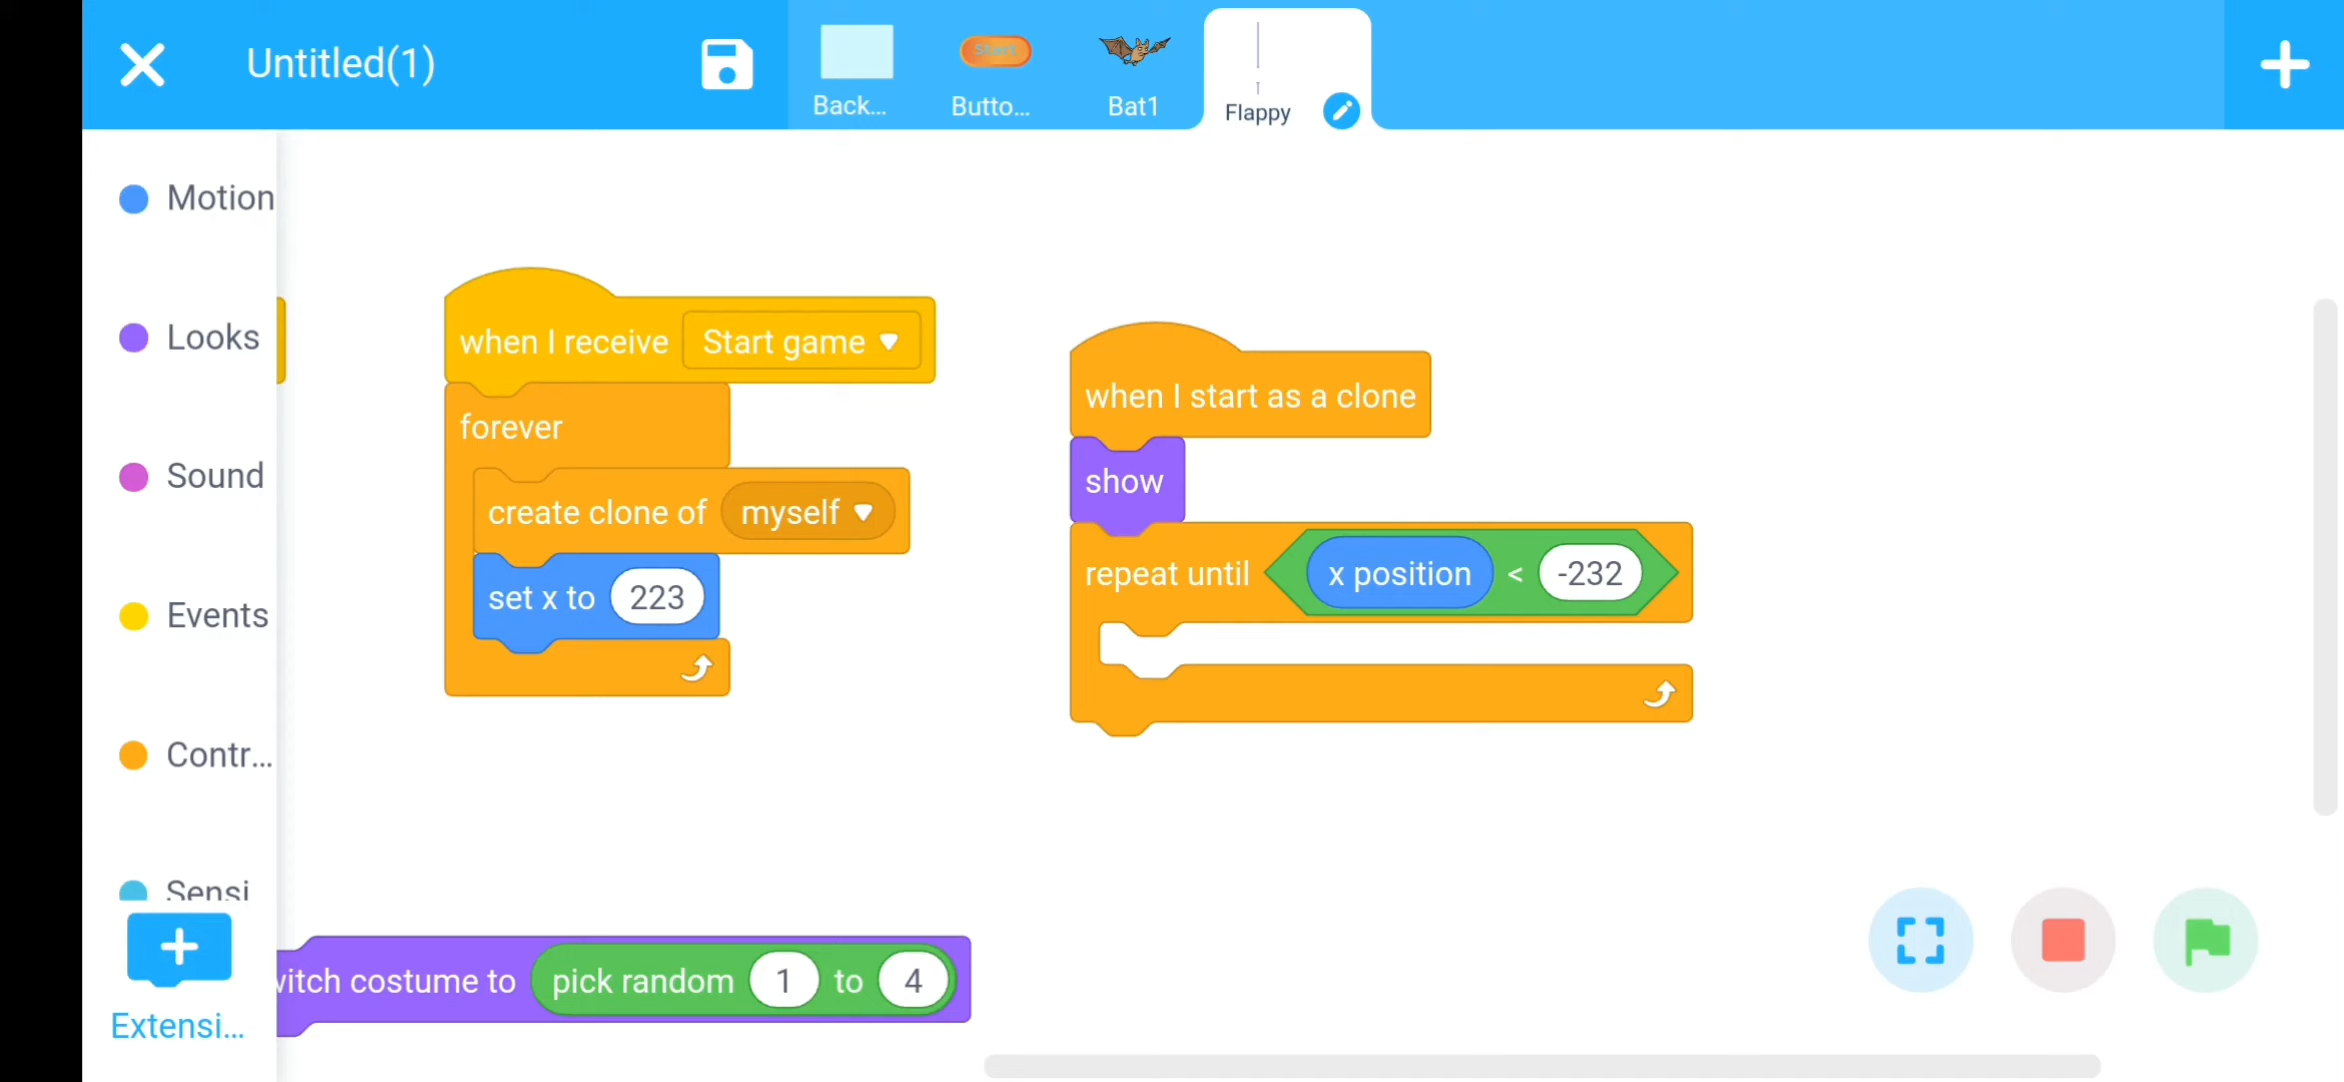 Untitled(1)
Start
Back...
Butto...
Bat1
Flappy
Motion
Looks
Sound
Events
Contr...
Sensi
Extensi...
when I receive Start game
forever
create clone of myself
set x to 223
when I start as a clone
show
repeat until x position < -232
vitch costume to pick random 1 to 4